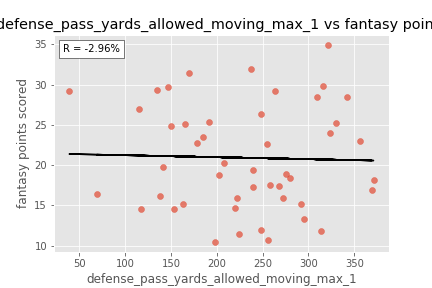 defense_pass_yards_allowed_moving_max_1 vs fantasy poin
R = -2.96%
35
30
25
20
15
10
fantasy points scored
50 100 150 200 250 300 350
defense_pass_yards_allowed_moving_max_1